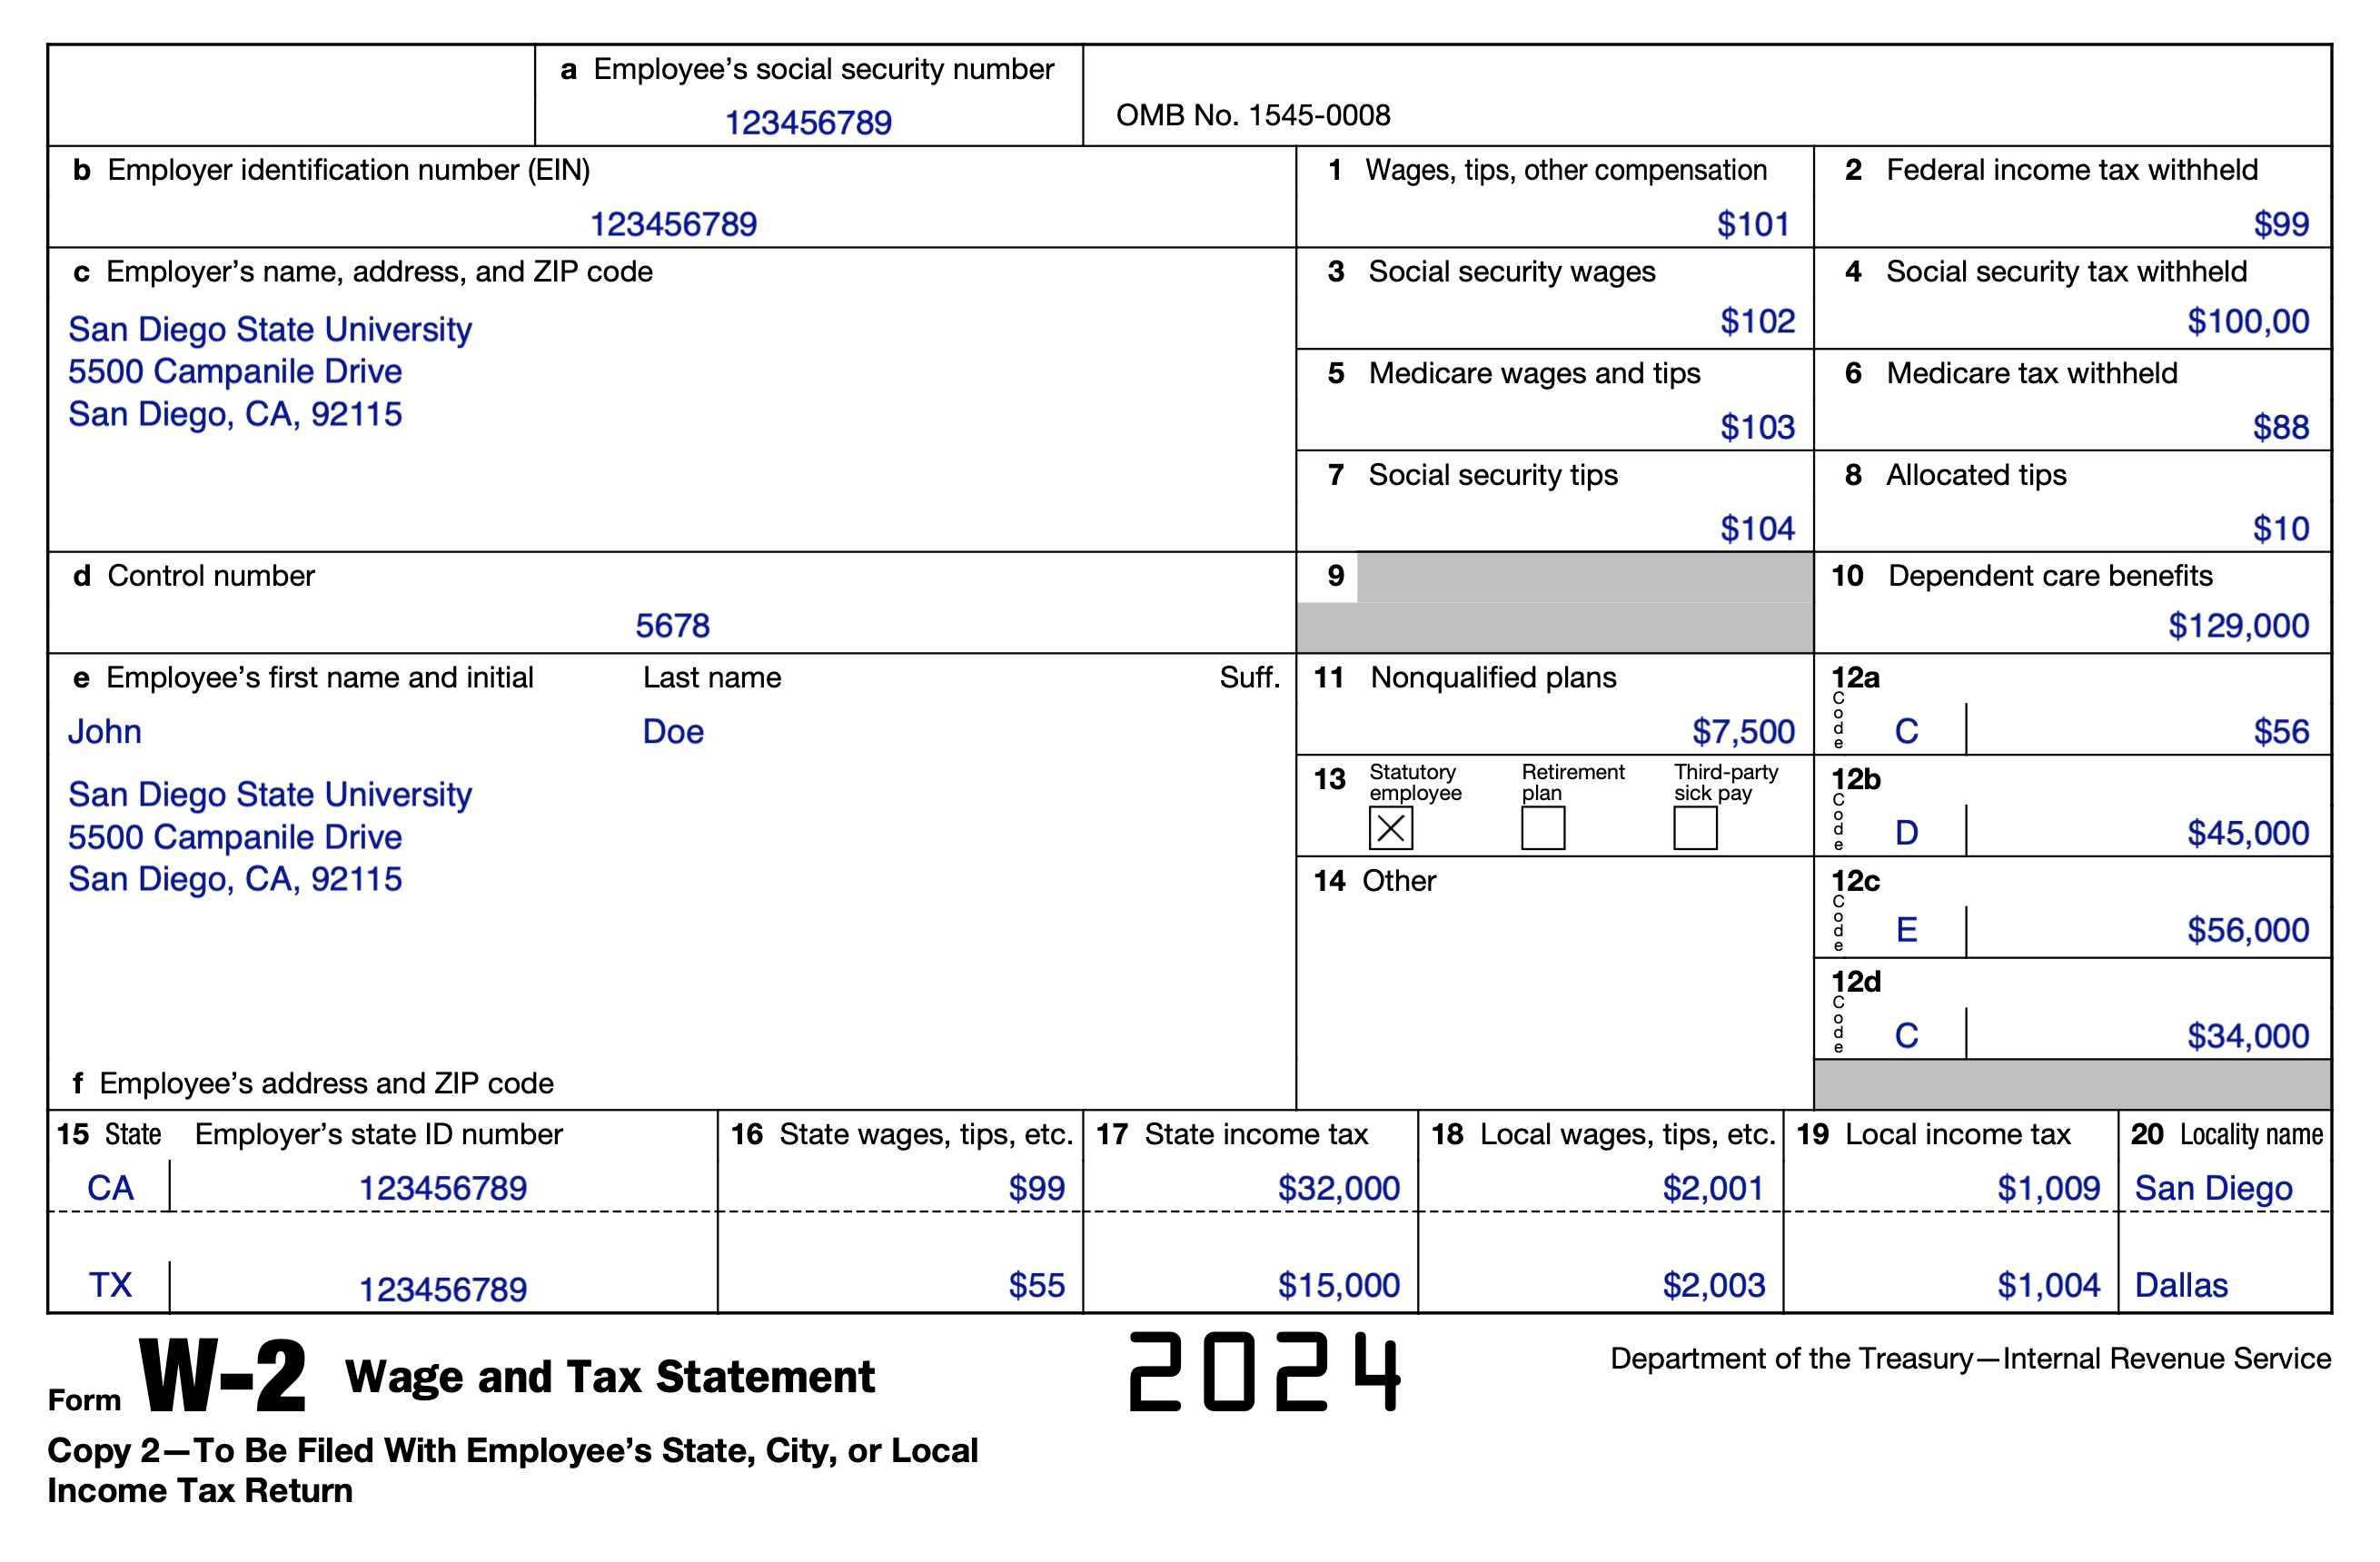 a Employee's social security number
123456789
OMB No. 1545-0008
b Employer identification number (EIN)
123456789
1 Wages, tips, other compensation
$101
2 Federal income tax withheld
$99
c Employer's name, address, and ZIP code
San Diego State University
5500 Campanile Drive
San Diego, CA, 92115
3 Social security wages
$102
4 Social security tax withheld
$100,00
5 Medicare wages and tips
$103
6 Medicare tax withheld
$88
7 Social security tips
$104
8 Allocated tips
$10
d Control number
5678
9
10 Dependent care benefits
$129,000
e Employee's first name and initial Last name Suff.
John Doe
San Diego State University
5500 Campanile Drive
San Diego, CA, 92115
f Employee's address and ZIP code
11 Nonqualified plans
$7,500
12a
Code C $56
13 Statutory employee Retirement plan Third-party sick pay
12b
Code D $45,000
14 Other
12c
Code E $56,000
12d
Code C $34,000
15 State Employer's state ID number 16 State wages, tips, etc. 17 State income tax 18 Local wages, tips, etc. 19 Local income tax 20 Locality name
CA 123456789 $99 $32,000 $2,001 $1,009 San Diego
TX 123456789 $55 $15,000 $2,003 $1,004 Dallas
Form W-2 Wage and Tax Statement 2024 Department of the Treasury—Internal Revenue Service
Copy 2—To Be Filed With Employee's State, City, or Local
Income Tax Return